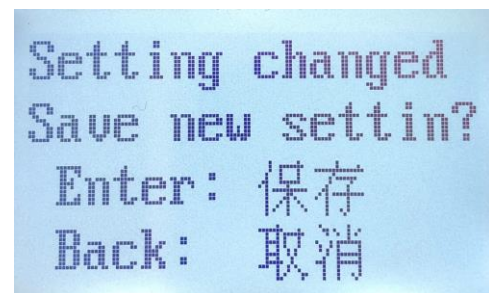 Setting changed
Save new settin?
Enter: 保存
Back: 取消